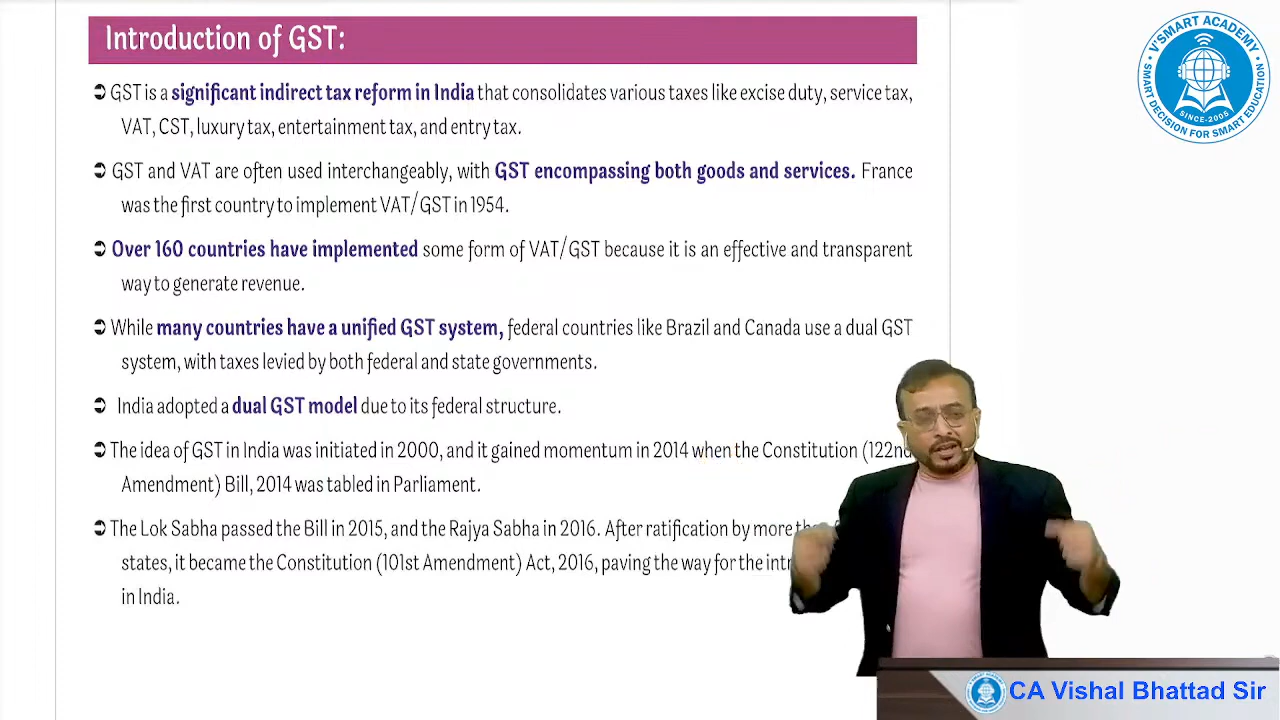 Introduction of GST:
➲ GST is a significant indirect tax reform in India that consolidates various taxes like excise duty, service tax,
VAT, CST, luxury tax, entertainment tax, and entry tax.
➲ GST and VAT are often used interchangeably, with GST encompassing both goods and services. France
was the first country to implement VAT/GST in 1954.
➲ Over 160 countries have implemented some form of VAT/GST because it is an effective and transparent
way to generate revenue.
➲ While many countries have a unified GST system, federal countries like Brazil and Canada use a dual GST
system, with taxes levied by both federal and state governments.
➲ India adopted a dual GST model due to its federal structure.
➲ The idea of GST in India was initiated in 2000, and it gained momentum in 2014 when the Constitution (122nd
Amendment) Bill, 2014 was tabled in Parliament.
➲ The Lok Sabha passed the Bill in 2015, and the Rajya Sabha in 2016. After ratification by more
states, it became the Constitution (101st Amendment) Act, 2016, paving the way for the
in India.
V'SMART ACADEMY
SMART DECISION FOR SMART EDUCATION
SINCE-2005
CA Vishal Bhattad Sir